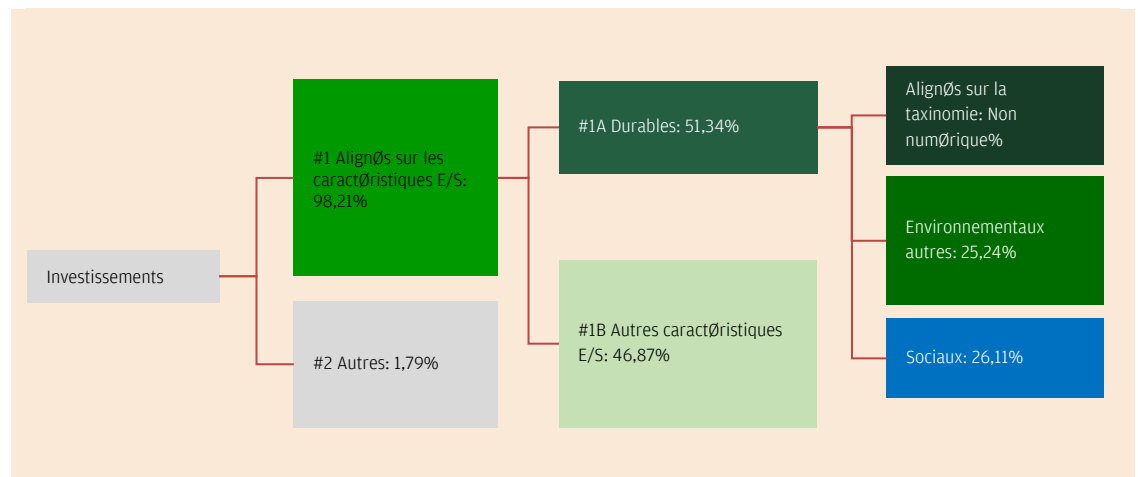 Investissements
#1 AlignØs sur les
caractØristiques E/S:
98,21%
#2 Autres: 1,79%
#1A Durables: 51,34%
#1B Autres caractØristiques
E/S: 46,87%
AlignØs sur la
taxinomie: Non
numØrique%
Environnementaux
autres: 25,24%
Sociaux: 26,11%